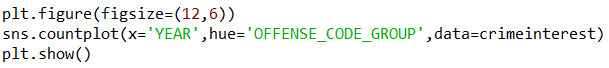 plt.figure(figsize=(12,6))
sns.countplot(x='YEAR',hue='OFFENSE_CODE_GROUP',data=crimeinterest)
plt.show()